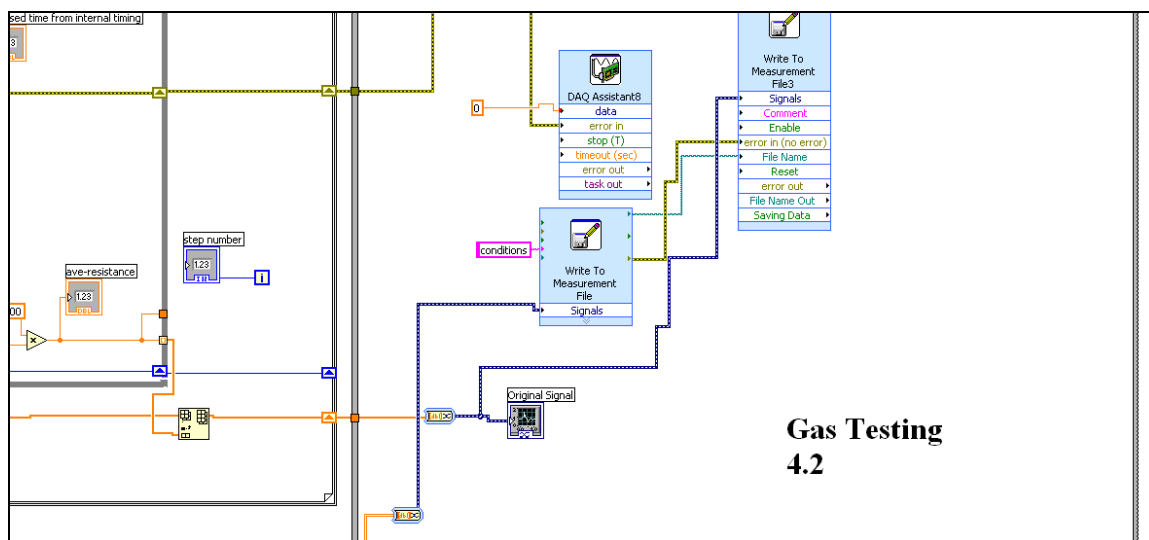 sed time from internal timing
Write To
Measurement
File3
Signals
Comment
Enable
error in (no error)
File Name
Reset
error out
File Name Out
Saving Data
DAQ Assistant8
data
error in
stop (T)
timeout (sec)
error out
task out
0
conditions
Write To
Measurement
File
Signals
step number
1.23
i
ave-resistance
1.23
DBL
00
x
Original Signal
Gas Testing
4.2